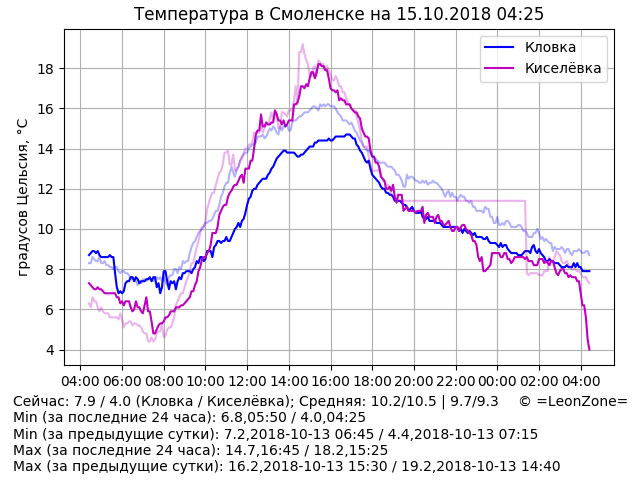 Температура в Смоленске на 15.10.2018 04:25
Кловка
Киселёвка
градусов Цельсия, °C
18
16
14
12
10
8
6
4
04:00 06:00 08:00 10:00 12:00 14:00 16:00 18:00 20:00 22:00 00:00 02:00 04:00
Сейчас: 7.9 / 4.0 (Кловка / Киселёвка); Средняя: 10.2/10.5 | 9.7/9.3 © =LeonZone=
Min (за последние 24 часа): 6.8,05:50 / 4.0,04:25
Min (за предыдущие сутки): 7.2,2018-10-13 06:45 / 4.4,2018-10-13 07:15
Max (за последние 24 часа): 14.7,16:45 / 18.2,15:25
Max (за предыдущие сутки): 16.2,2018-10-13 15:30 / 19.2,2018-10-13 14:40